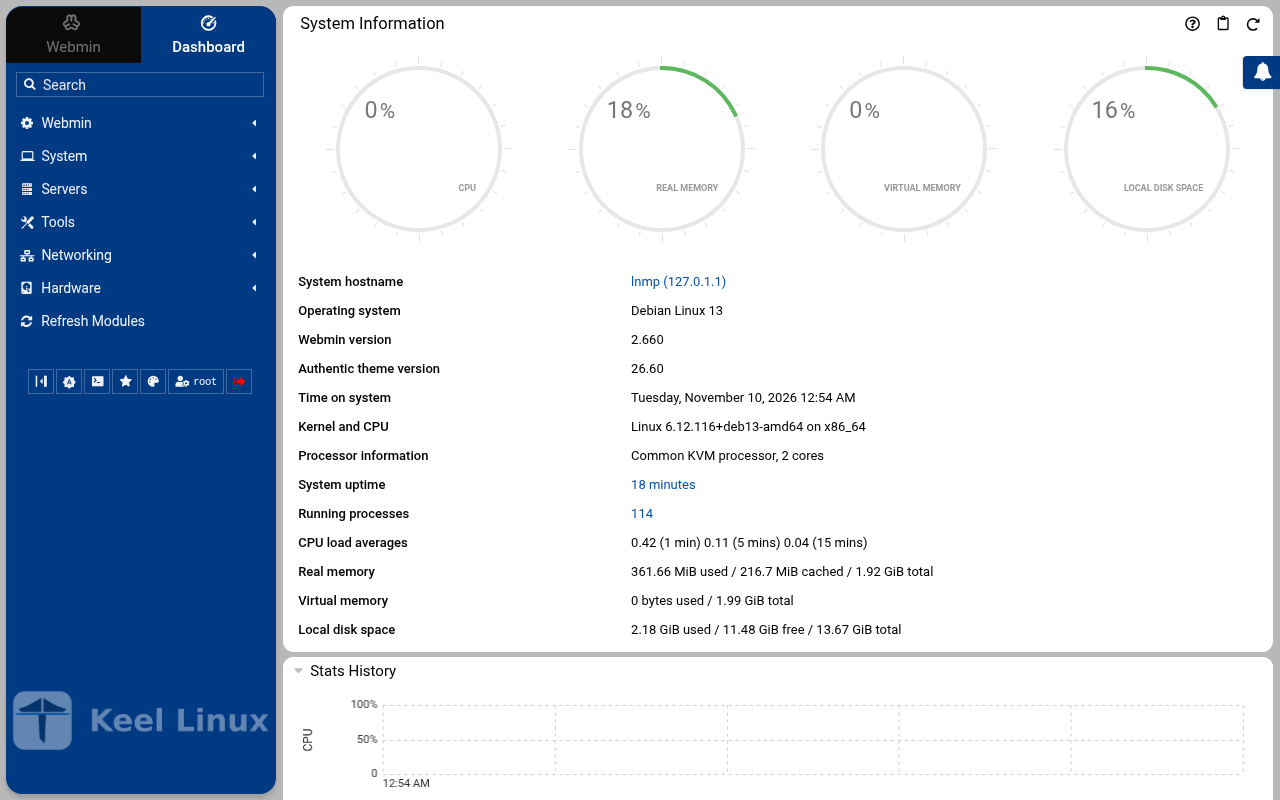 Webmin
Dashboard
Search
Webmin
System
Servers
Tools
Networking
Hardware
Refresh Modules
root
Keel Linux
System Information
0%
CPU
18%
REAL MEMORY
0%
VIRTUAL MEMORY
16%
LOCAL DISK SPACE
System hostname lnmp (127.0.1.1)
Operating system Debian Linux 13
Webmin version 2.660
Authentic theme version 26.60
Time on system Tuesday, November 10, 2026 12:54 AM
Kernel and CPU Linux 6.12.116+deb13-amd64 on x86_64
Processor information Common KVM processor, 2 cores
System uptime 18 minutes
Running processes 114
CPU load averages 0.42 (1 min) 0.11 (5 mins) 0.04 (15 mins)
Real memory 361.66 MiB used / 216.7 MiB cached / 1.92 GiB total
Virtual memory 0 bytes used / 1.99 GiB total
Local disk space 2.18 GiB used / 11.48 GiB free / 13.67 GiB total
Stats History
CPU
100%
50%
0
12:54 AM